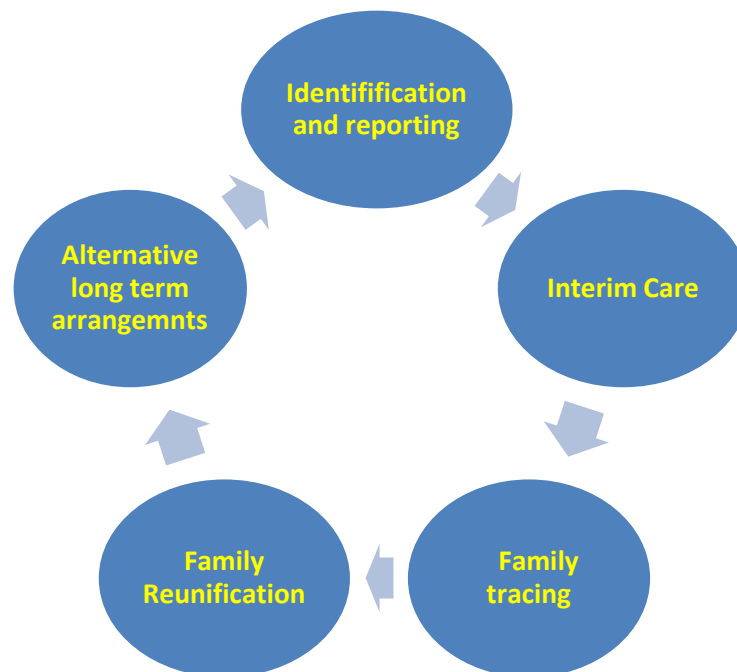 Identifification
and reporting
Interim Care
Family
tracing
Family
Reunification
Alternative
long term
arrangemnts